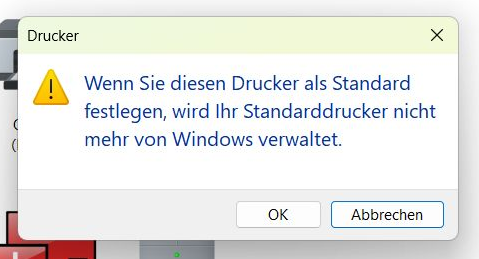 Drucker
Wenn Sie diesen Drucker als Standard
festlegen, wird Ihr Standarddrucker nicht
mehr von Windows verwaltet.
OK
Abbrechen